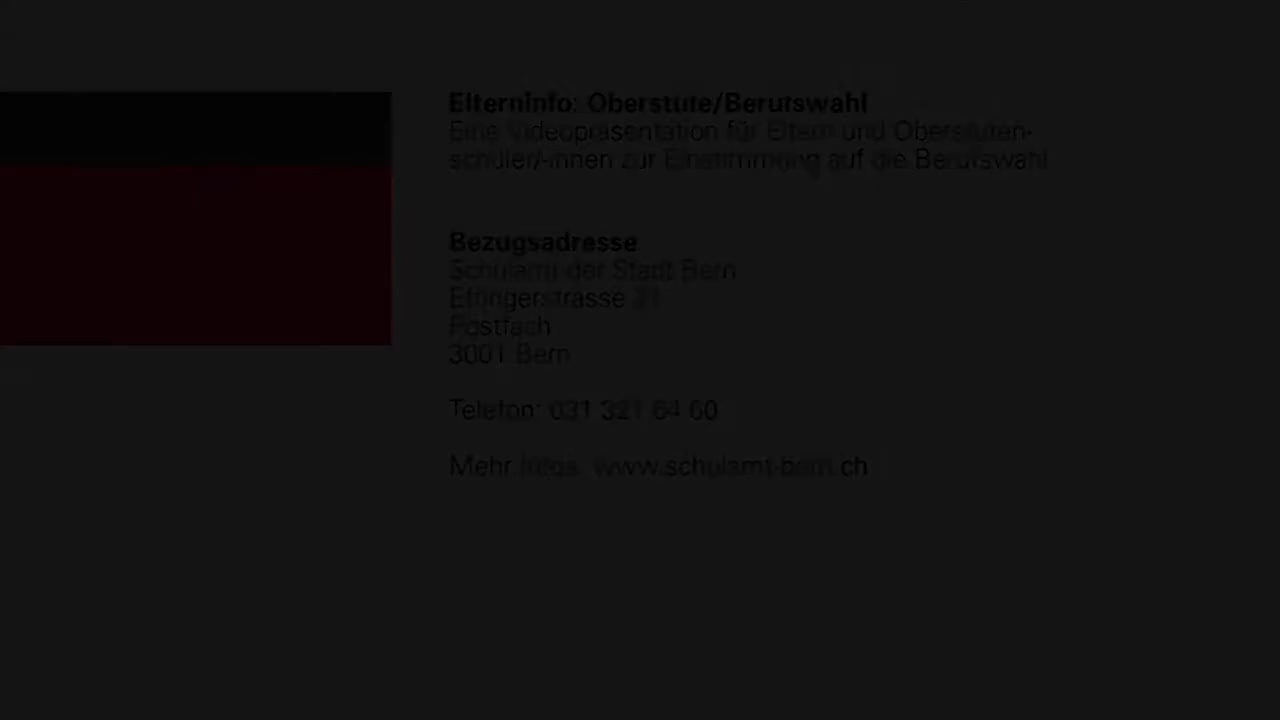 Elterninfo: Oberstufe/Berufswahl
Eine Videopräsentation für Eltern und Oberstufen-
schüler/-innen zur Einstimmung auf die Berufswahl
Bezugsadresse
Schulamt der Stadt Bern
Effingerstrasse 21
Postfach
3001 Bern
Telefon: 031 321 64 60
Mehr Infos: www.schulamt-bern.ch